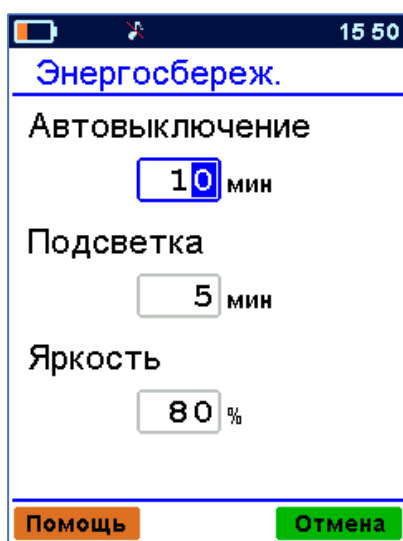 15 50
Энергосбереж.
Автовыключение
10 мин
Подсветка
5 мин
Яркость
80 %
Помощь Отмена